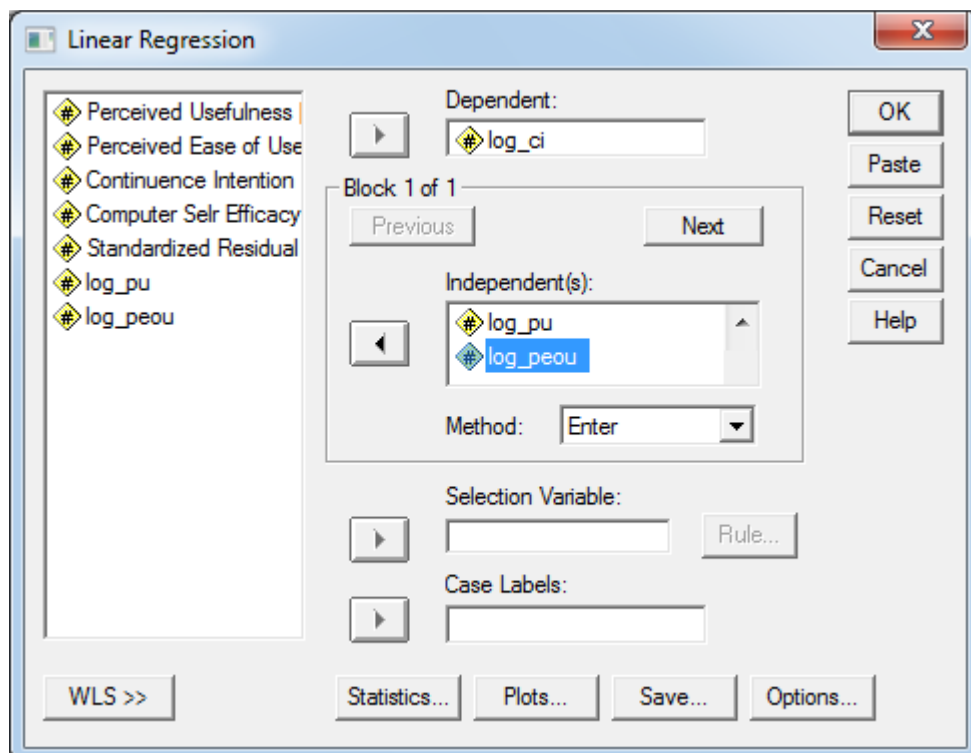 Linear Regression
Perceived Usefulness [
Perceived Ease of Use
Continuence Intention
Computer Selr Efficacy
Standardized Residual
log_pu
log_peou
Dependent:
log_ci
Block 1 of 1
Previous
Next
Independent(s):
log_pu
log_peou
Method:
Enter
Selection Variable:
Rule...
Case Labels:
OK
Paste
Reset
Cancel
Help
WLS >>
Statistics...
Plots...
Save...
Options...